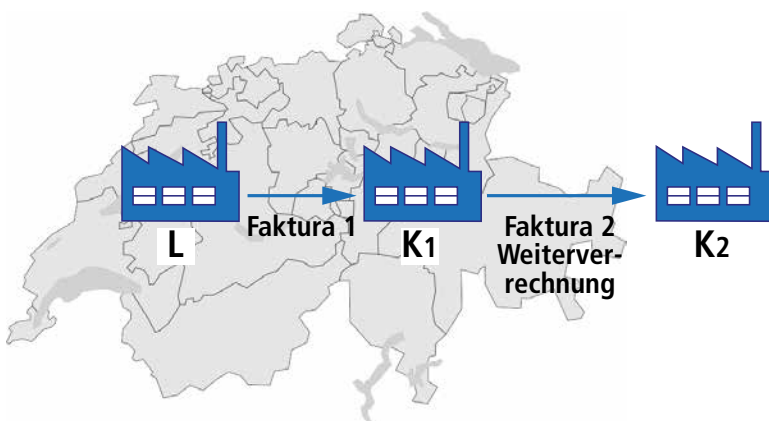 Faktura 1
L
K1
Faktura 2
Weiterver-
rechnung
K2